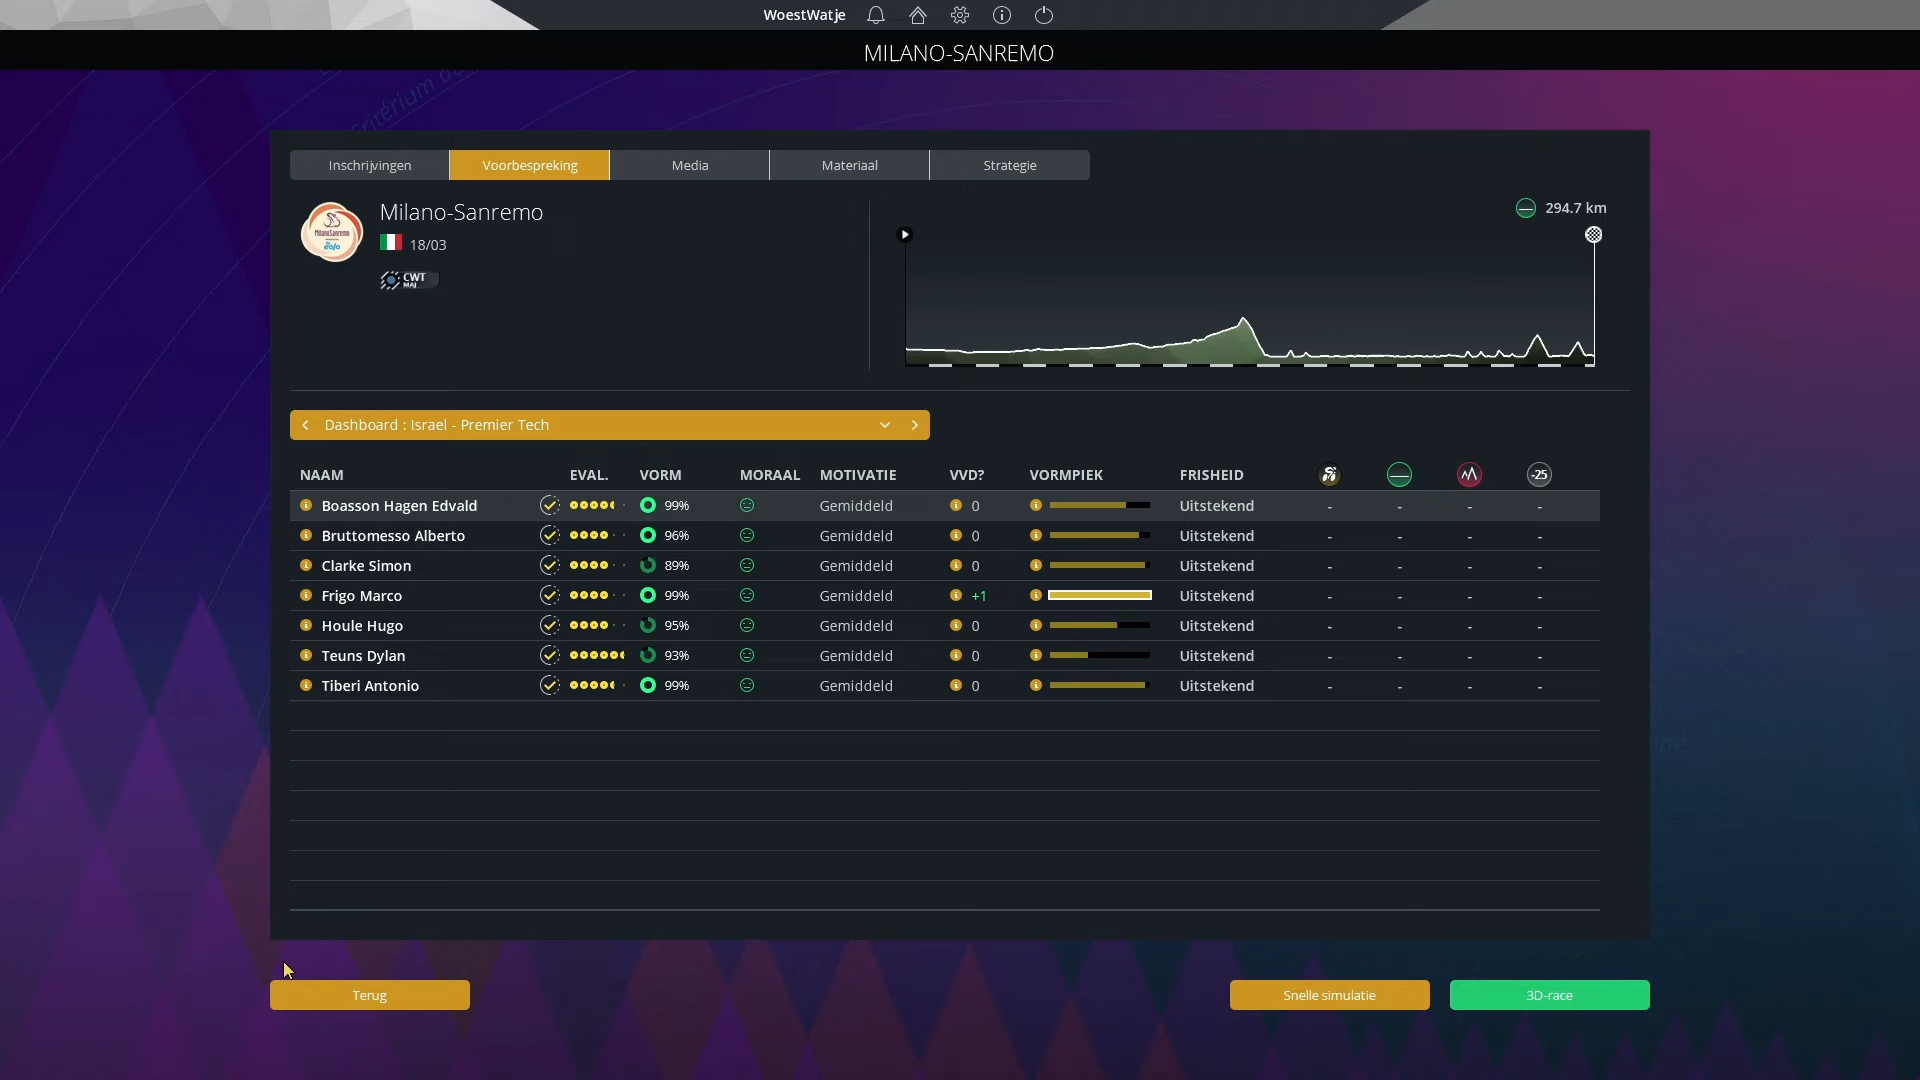 WoestWatje
MILANO-SANREMO
Critérium du
Inschrijvingen Voorbespreking Media Materiaal Strategie
Milano-Sanremo
18/03
CWT
MAJ
294.7 km
Dashboard : Israel - Premier Tech
NAAM EVAL. VORM MORAAL MOTIVATIE VVD? VORMPIEK FRISHEID -25
Boasson Hagen Edvald 99% Gemiddeld 0 Uitstekend - - - -
Bruttomesso Alberto 96% Gemiddeld 0 Uitstekend - - - -
Clarke Simon 89% Gemiddeld 0 Uitstekend - - - -
Frigo Marco 99% Gemiddeld +1 Uitstekend - - - -
Houle Hugo 95% Gemiddeld 0 Uitstekend - - - -
Teuns Dylan 93% Gemiddeld 0 Uitstekend - - - -
Tiberi Antonio 99% Gemiddeld 0 Uitstekend - - - -
Terug Snelle simulatie 3D-race